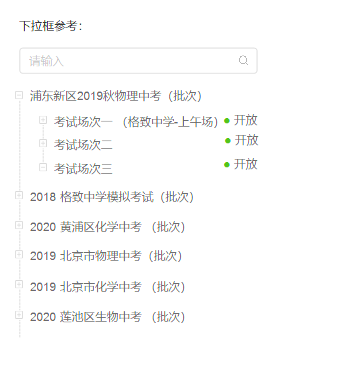 下拉框参考：
请输入
浦东新区2019秋物理中考（批次）
考试场次一 （格致中学-上午场） 开放
考试场次二 开放
考试场次三 开放
2018 格致中学模拟考试（批次）
2020 黄浦区化学中考 （批次）
2019 北京市物理中考（批次）
2019 北京市化学中考 （批次）
2020 莲池区生物中考 （批次）